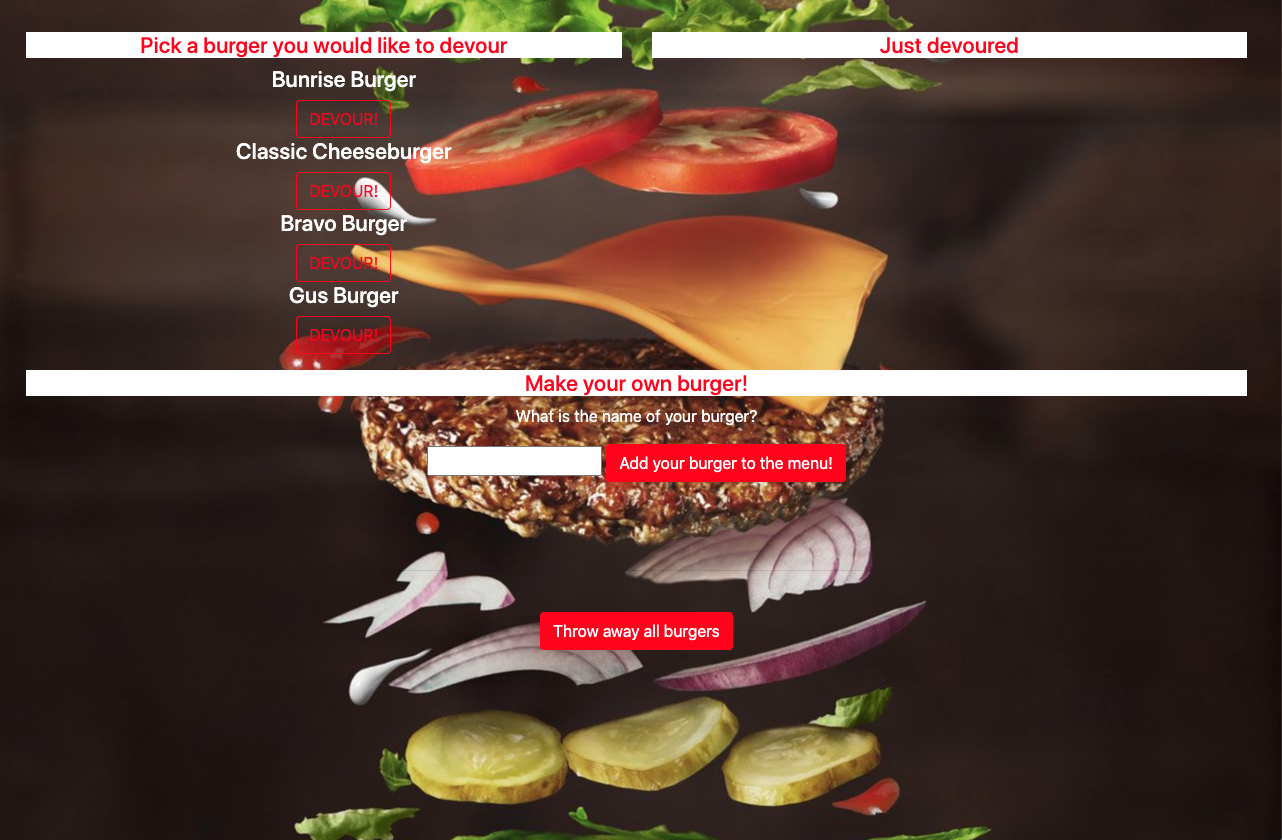 Pick a burger you would like to devour
Just devoured
Bunrise Burger
DEVOUR!
Classic Cheeseburger
DEVOUR!
Bravo Burger
DEVOUR!
Gus Burger
DEVOUR!
Make your own burger!
What is the name of your burger?
Add your burger to the menu!
Throw away all burgers